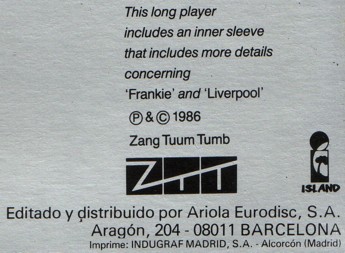 This long player
includes an inner sleeve
that includes more details
concerning
'Frankie' and 'Liverpool'
℗ & © 1986
Zang Tuum Tumb
ZTT
ISLAND
Editado y distribuido por Ariola Eurodisc, S.A.
Aragón, 204 - 08011 BARCELONA
Imprime: INDUGRAF MADRID, S.A. - Alcorcón (Madrid)